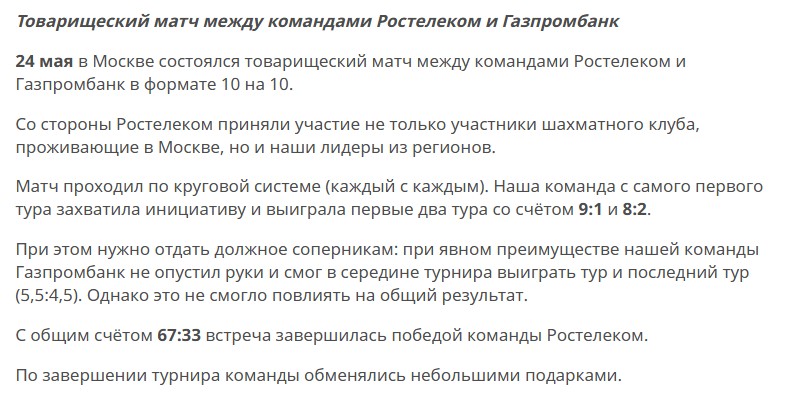 Товарищеский матч между командами Ростелеком и Газпромбанк
24 мая в Москве состоялся товарищеский матч между командами Ростелеком и
Газпромбанк в формате 10 на 10.
Со стороны Ростелеком приняли участие не только участники шахматного клуба,
проживающие в Москве, но и наши лидеры из регионов.
Матч проходил по круговой системе (каждый с каждым). Наша команда с самого первого
тура захватила инициативу и выиграла первые два тура со счётом 9:1 и 8:2.
При этом нужно отдать должное соперникам: при явном преимуществе нашей команды
Газпромбанк не опустил руки и смог в середине турнира выиграть тур и последний тур
(5,5:4,5). Однако это не смогло повлиять на общий результат.
С общим счётом 67:33 встреча завершилась победой команды Ростелеком.
По завершении турнира команды обменялись небольшими подарками.